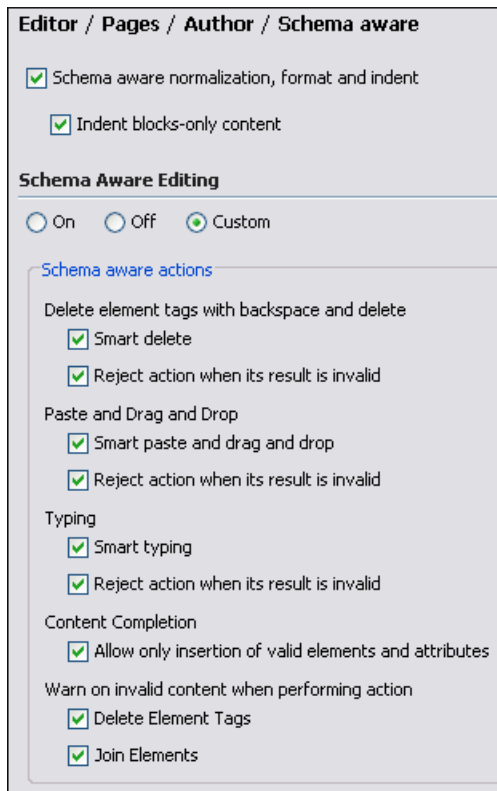 Editor / Pages / Author / Schema aware
Schema aware normalization, format and indent
Indent blocks-only content
Schema Aware Editing
On Off Custom
Schema aware actions
Delete element tags with backspace and delete
Smart delete
Reject action when its result is invalid
Paste and Drag and Drop
Smart paste and drag and drop
Reject action when its result is invalid
Typing
Smart typing
Reject action when its result is invalid
Content Completion
Allow only insertion of valid elements and attributes
Warn on invalid content when performing action
Delete Element Tags
Join Elements